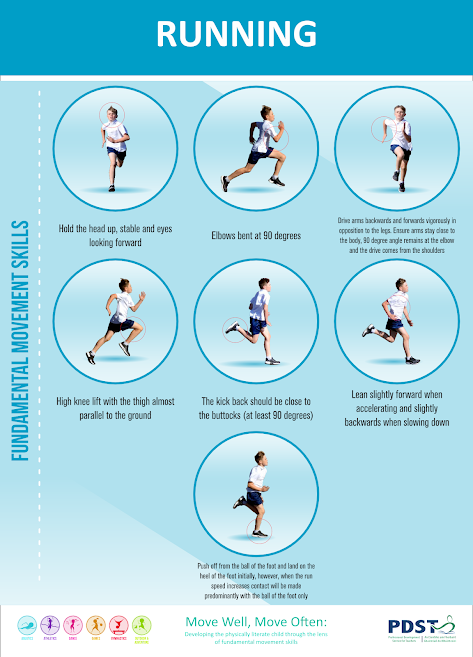 RUNNING
FUNDAMENTAL MOVEMENT SKILLS
Hold the head up, stable and eyes
looking forward
Elbows bent at 90 degrees
Drive arms backwards and forwards vigorously in
opposition to the legs. Ensure arms stay close to
the body, 90 degree angle remains at the elbow
and the drive comes from the shoulders
High knee lift with the thigh almost
parallel to the ground
The kick back should be close to
the buttocks (at least 90 degrees)
Lean slightly forward when
accelerating and slightly
backwards when slowing down
Push off from the ball of the foot and land on the
heel of the foot initially, however, when the run
speed increases contact will be made
predominantly with the ball of the foot only
Move Well, Move Often:
Developing the physically literate child through the lens
of fundamental movement skills
PDST